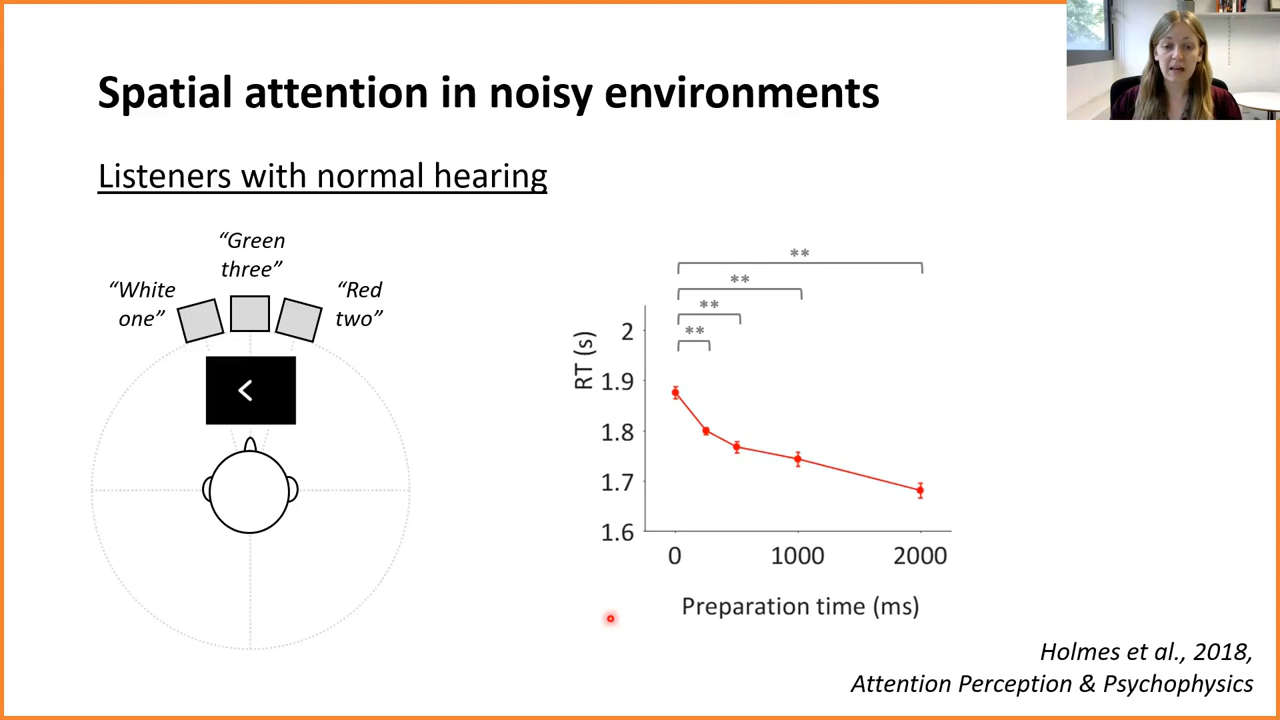 Spatial attention in noisy environments
Listeners with normal hearing
“Green
three”
“White
one”
“Red
two”
<
**
**
**
**
RT (s)
2
1.9
1.8
1.7
1.6
0
1000
2000
Preparation time (ms)
Holmes et al., 2018,
Attention Perception & Psychophysics